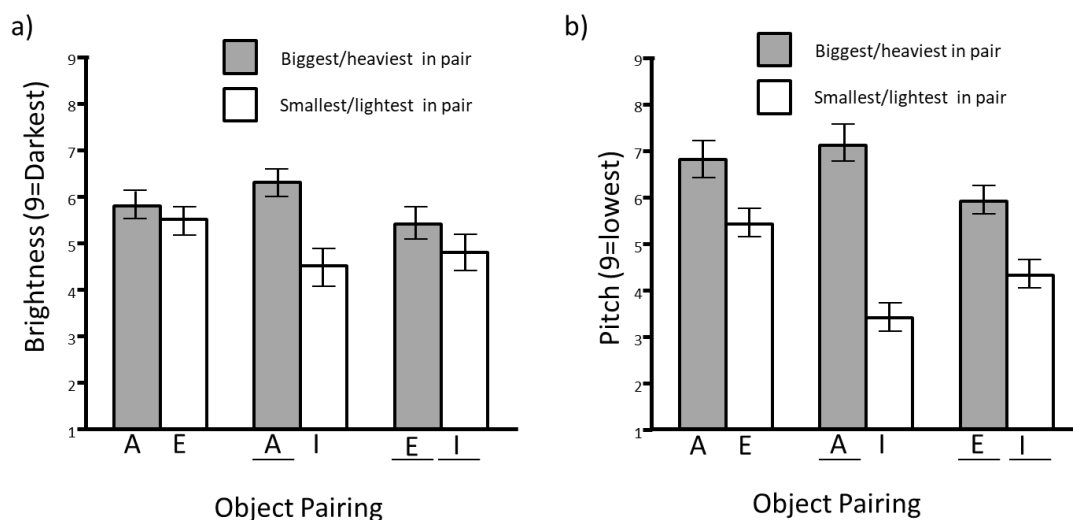 a)
Biggest/heaviest in pair
Smallest/lightest in pair
Brightness (9=Darkest)
9
8
7
6
5
4
3
2
1
A E A I E I
Object Pairing
b)
Biggest/heaviest in pair
Smallest/lightest in pair
Pitch (9=lowest)
9
8
7
6
5
4
3
2
1
A E A I E I
Object Pairing